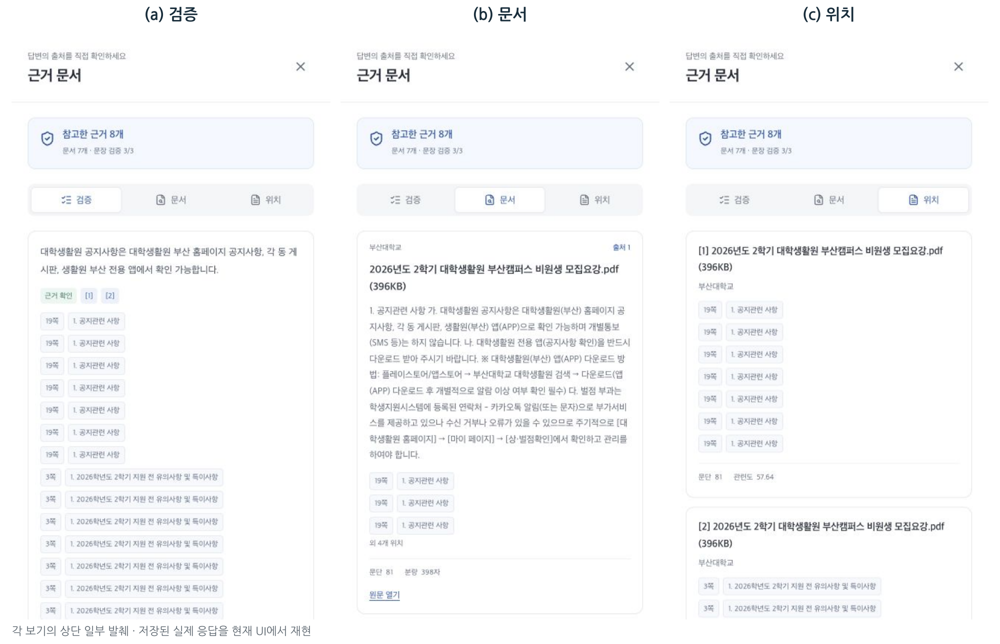 (a) 검증
답변의 출처를 직접 확인하세요
근거 문서
참고한 근거 8개
문서 7개 · 문장 검증 3/3
검증 문서 위치
대학생활원 공지사항은 대학생활원 부산 홈페이지 공지사항, 각 동 게
시판, 생활원 부산 전용 앱에서 확인 가능합니다.
근거 확인 [1] [2]
19쪽 1. 공지관련 사항
19쪽 1. 공지관련 사항
19쪽 1. 공지관련 사항
19쪽 1. 공지관련 사항
19쪽 1. 공지관련 사항
19쪽 1. 공지관련 사항
19쪽 1. 공지관련 사항
3쪽 1. 2026학년도 2학기 지원 전 유의사항 및 특이사항
3쪽 1. 2026학년도 2학기 지원 전 유의사항 및 특이사항
3쪽 1. 2026학년도 2학기 지원 전 유의사항 및 특이사항
3쪽 1. 2026학년도 2학기 지원 전 유의사항 및 특이사항
3쪽 1. 2026학년도 2학기 지원 전 유의사항 및 특이사항
3쪽 1. 2026학년도 2학기 지원 전 유의사항 및 특이사항
3쪽 1. 2026학년도 2학기 지원 전 유의사항 및 특이사항
(b) 문서
답변의 출처를 직접 확인하세요
근거 문서
참고한 근거 8개
문서 7개 · 문장 검증 3/3
검증 문서 위치
부산대학교 출처 1
2026년도 2학기 대학생활원 부산캠퍼스 비원생 모집요강.pdf
(396KB)
1. 공지관련 사항 가. 대학생활원 공지사항은 대학생활원(부산) 홈페이지 공
지사항, 각 동 게시판, 생활원(부산) 앱(APP)으로 확인 가능하며 개별통보
(SMS 등)는 하지 않습니다. 나. 대학생활원 전용 앱(공지사항 확인)을 반드시
다운로드 받아 주시기 바랍니다. ※ 대학생활원(부산) 앱(APP) 다운로드 방
법: 플레이스토어/앱스토어 → 부산대학교 대학생활원 검색 → 다운로드(앱
(APP) 다운로드 후 개별적으로 알람 이상 여부 확인 필수) 다. 벌점 부과는
학생지원시스템에 등록된 연락처 - 카카오톡 알림(또는 문자)으로 부가서비
스를 제공하고 있으나 수신 거부나 오류가 있을 수 있으므로 주기적으로 [대
학생활원 홈페이지] → [마이 페이지] → [상·벌점확인]에서 확인하고 관리를
하여야 합니다.
19쪽 1. 공지관련 사항
19쪽 1. 공지관련 사항
19쪽 1. 공지관련 사항
외 4개 위치
문단 81 분량 398자
원문 열기
(c) 위치
답변의 출처를 직접 확인하세요
근거 문서
참고한 근거 8개
문서 7개 · 문장 검증 3/3
검증 문서 위치
[1] 2026년도 2학기 대학생활원 부산캠퍼스 비원생 모집요강.pdf
(396KB)
부산대학교
19쪽 1. 공지관련 사항
19쪽 1. 공지관련 사항
19쪽 1. 공지관련 사항
19쪽 1. 공지관련 사항
19쪽 1. 공지관련 사항
19쪽 1. 공지관련 사항
19쪽 1. 공지관련 사항
문단 81 관련도 57.64
[2] 2026년도 2학기 대학생활원 부산캠퍼스 비원생 모집요강.pdf
(396KB)
부산대학교
3쪽 1. 2026학년도 2학기 지원 전 유의사항 및 특이사항
3쪽 1. 2026학년도 2학기 지원 전 유의사항 및 특이사항
각 보기의 상단 일부 발췌 · 저장된 실제 응답을 현재 UI에서 재현